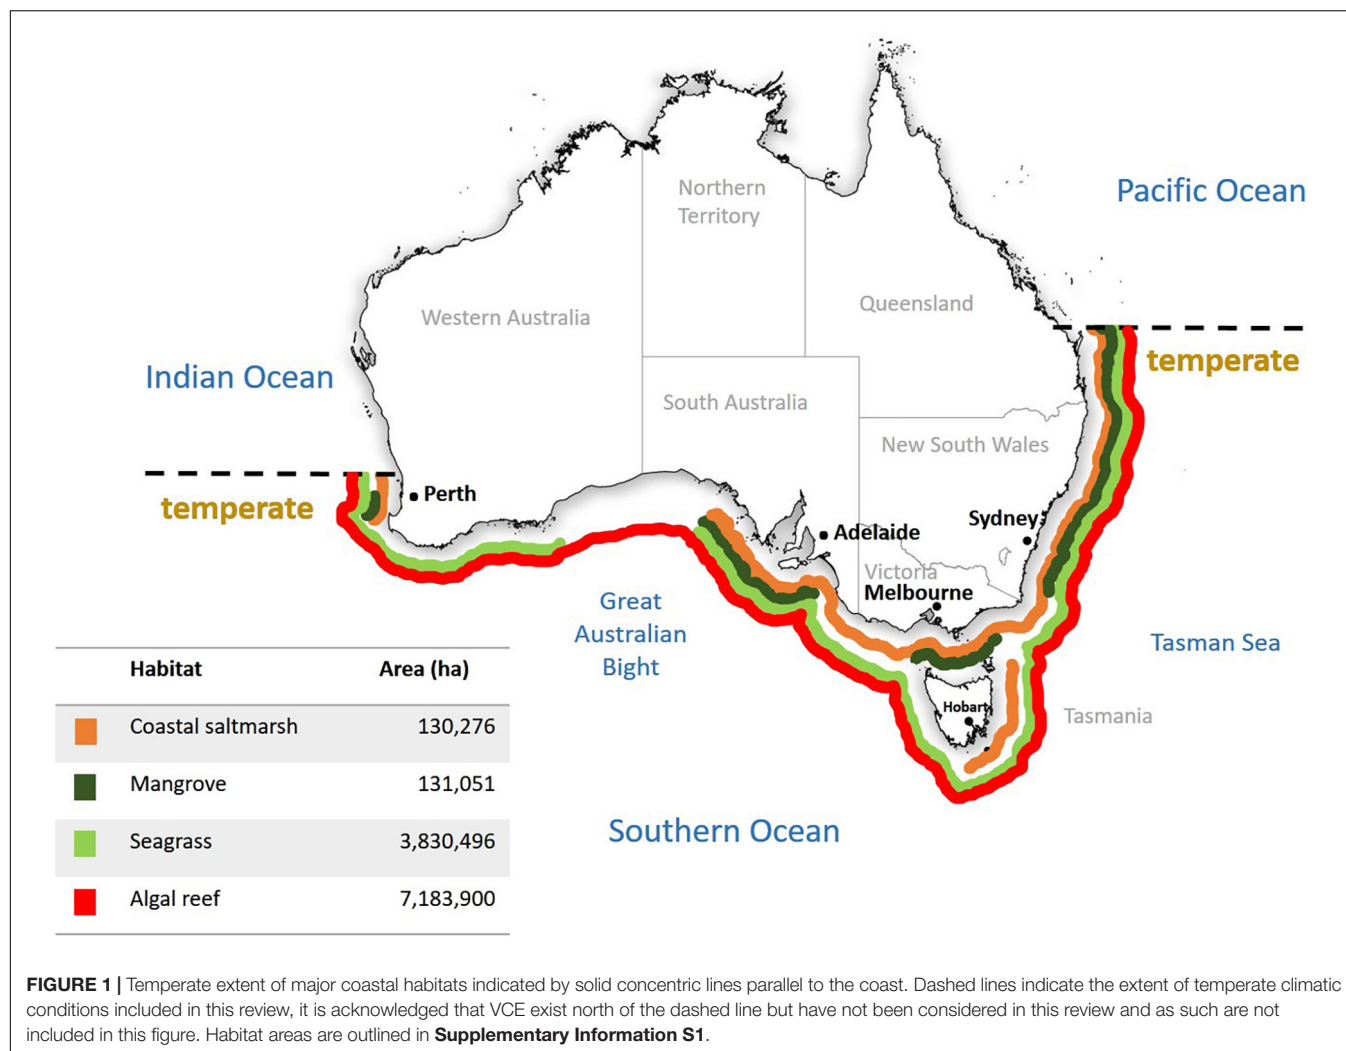 Pacific Ocean
Northern
Territory
Queensland
Western Australia
temperate
Indian Ocean
South Australia
New South Wales
temperate
Perth
Sydney
Adelaide
Victoria
Melbourne
Great
Australian
Bight
Tasman Sea
Hobart
Tasmania
Southern Ocean
Habitat Area (ha)
Coastal saltmarsh 130,276
Mangrove 131,051
Seagrass 3,830,496
Algal reef 7,183,900
FIGURE 1 | Temperate extent of major coastal habitats indicated by solid concentric lines parallel to the coast. Dashed lines indicate the extent of temperate climatic
conditions included in this review, it is acknowledged that VCE exist north of the dashed line but have not been considered in this review and as such are not
included in this figure. Habitat areas are outlined in Supplementary Information S1.